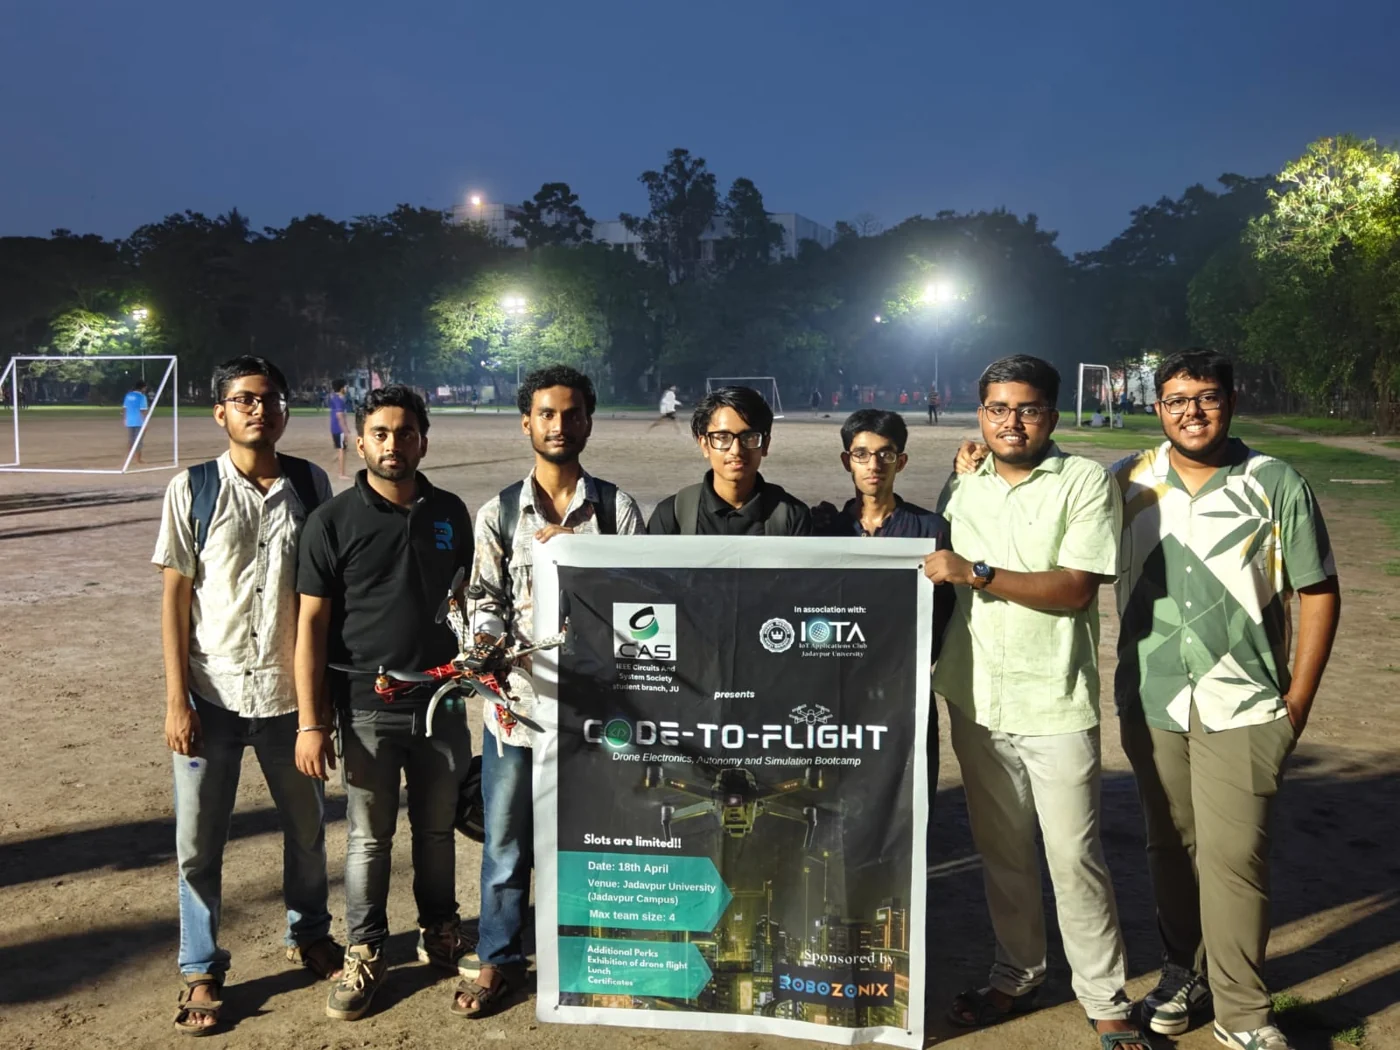 CAS
IEEE Circuits And
System Society
student branch, JU
In association with:
IOTA
IoT Applications Club
Jadavpur University
presents
CODE-TO-FLIGHT
Drone Electronics, Autonomy and Simulation Bootcamp
Slots are limited!!
Date: 18th April
Venue: Jadavpur University
(Jadavpur Campus)
Max team size: 4
Additional Perks
Exhibition of drone flight
Lunch
Certificates
Sponsored by
ROBOZONIX